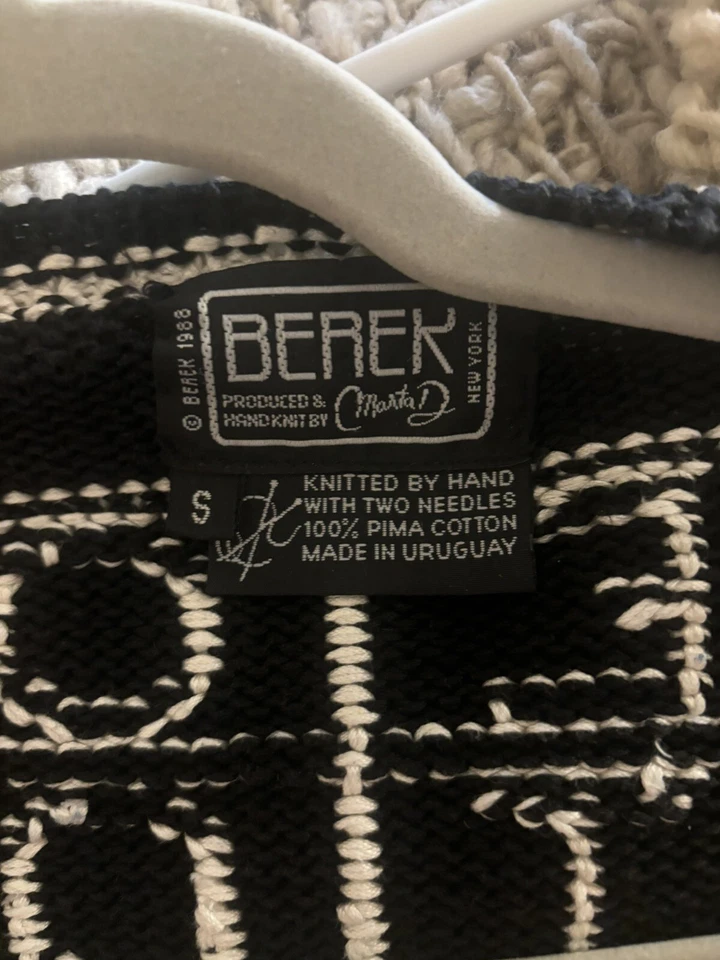 © BEREK 1988
BEREK
PRODUCED &
HANDKNIT BY Marta D
NEW YORK
S
KNITTED BY HAND
WITH TWO NEEDLES
100% PIMA COTTON
MADE IN URUGUAY